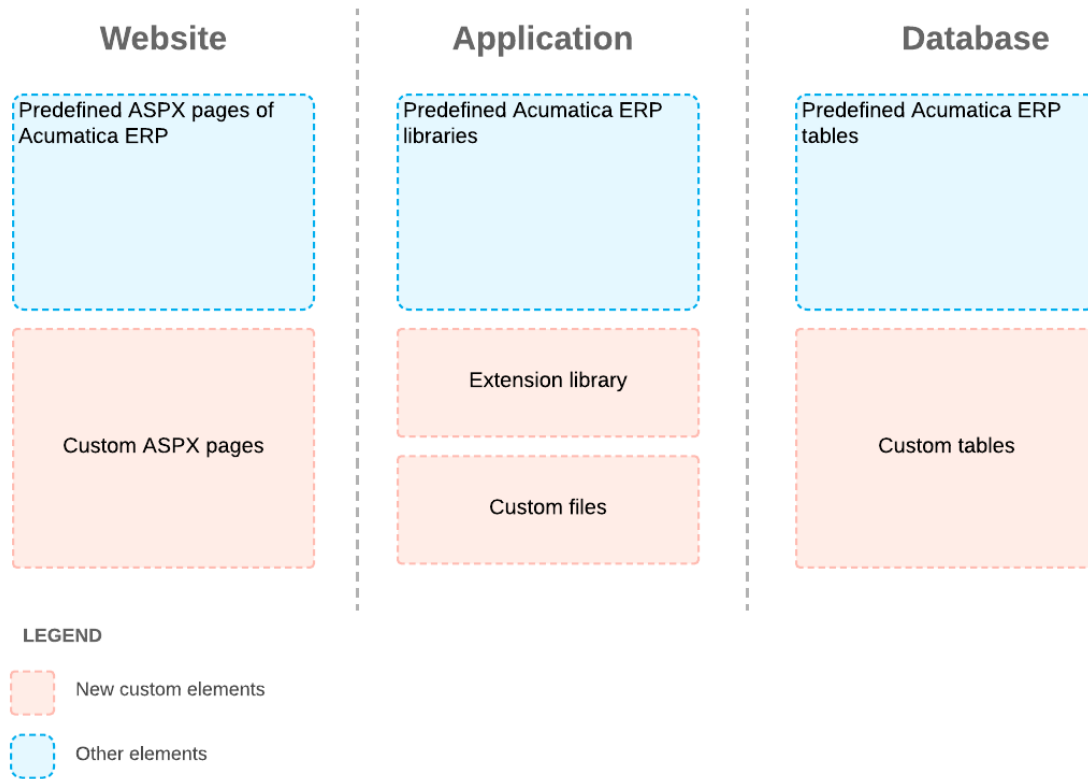 Website
Application
Database
Predefined ASPX pages of
Acumatica ERP
Predefined Acumatica ERP
libraries
Predefined Acumatica ERP
tables
Custom ASPX pages
Extension library
Custom files
Custom tables
LEGEND
New custom elements
Other elements